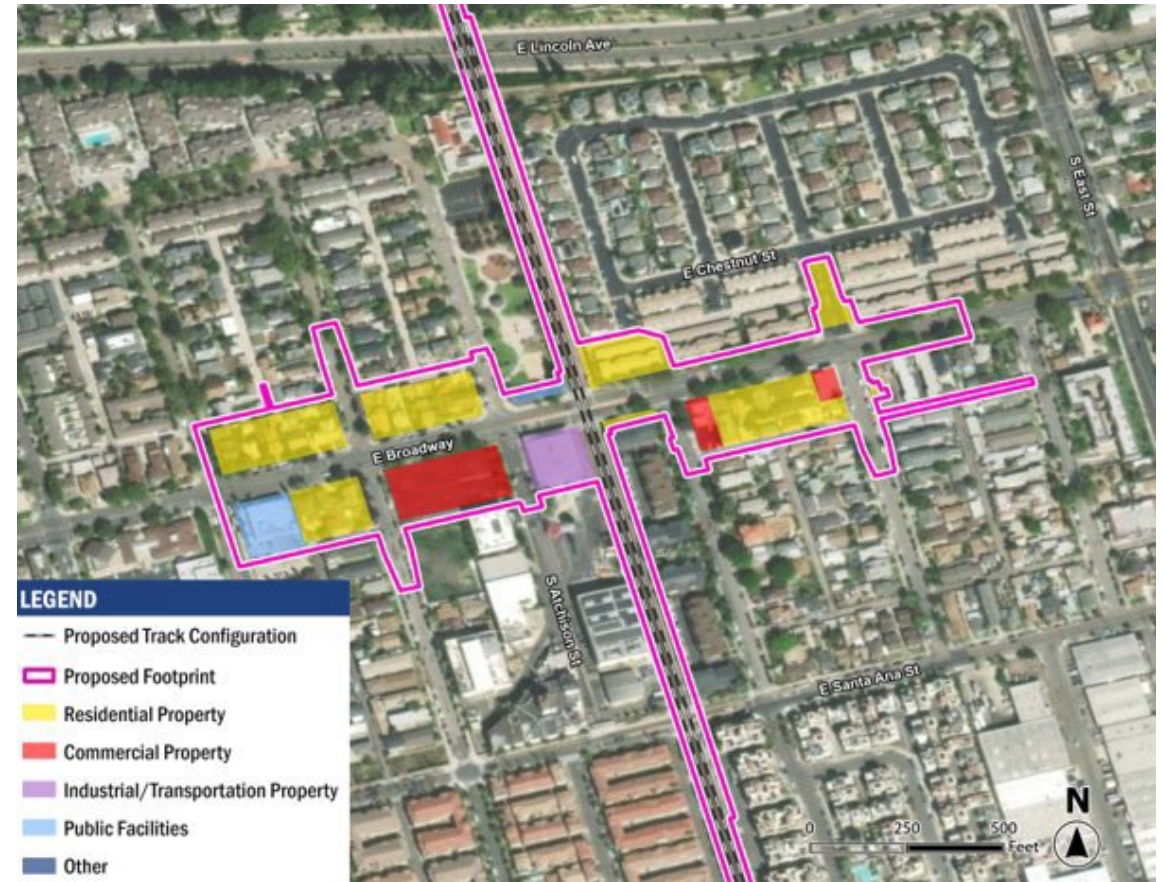 E Lincoln Ave
S East St
E Chestnut St
E Broadway
S Atchison St
E Santa Ana St
LEGEND
Proposed Track Configuration
Proposed Footprint
Residential Property
Commercial Property
Industrial/Transportation Property
Public Facilities
Other
N
0 250 500
Feet